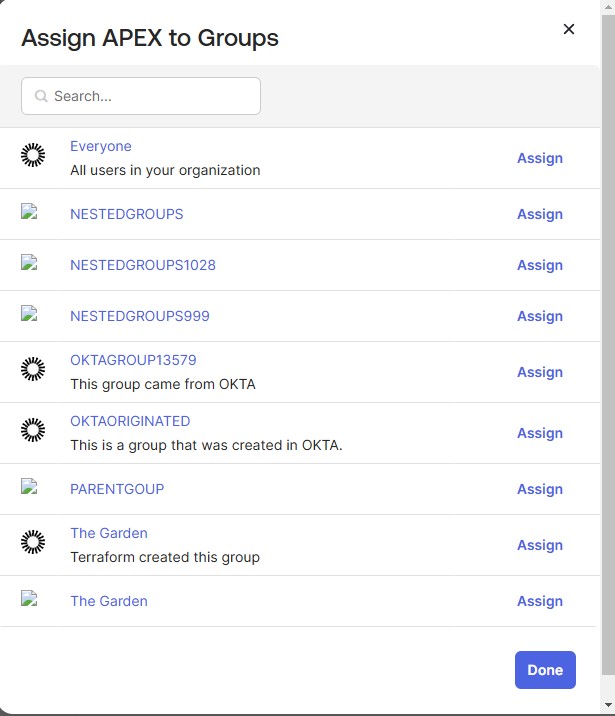 Assign APEX to Groups
Search...
Everyone
All users in your organization
Assign
NESTEDGROUPS
Assign
NESTEDGROUPS1028
Assign
NESTEDGROUPS999
Assign
OKTAGROUP13579
This group came from OKTA
Assign
OKTAORIGINATED
This is a group that was created in OKTA.
Assign
PARENTGOUP
Assign
The Garden
Terraform created this group
Assign
The Garden
Assign
Done